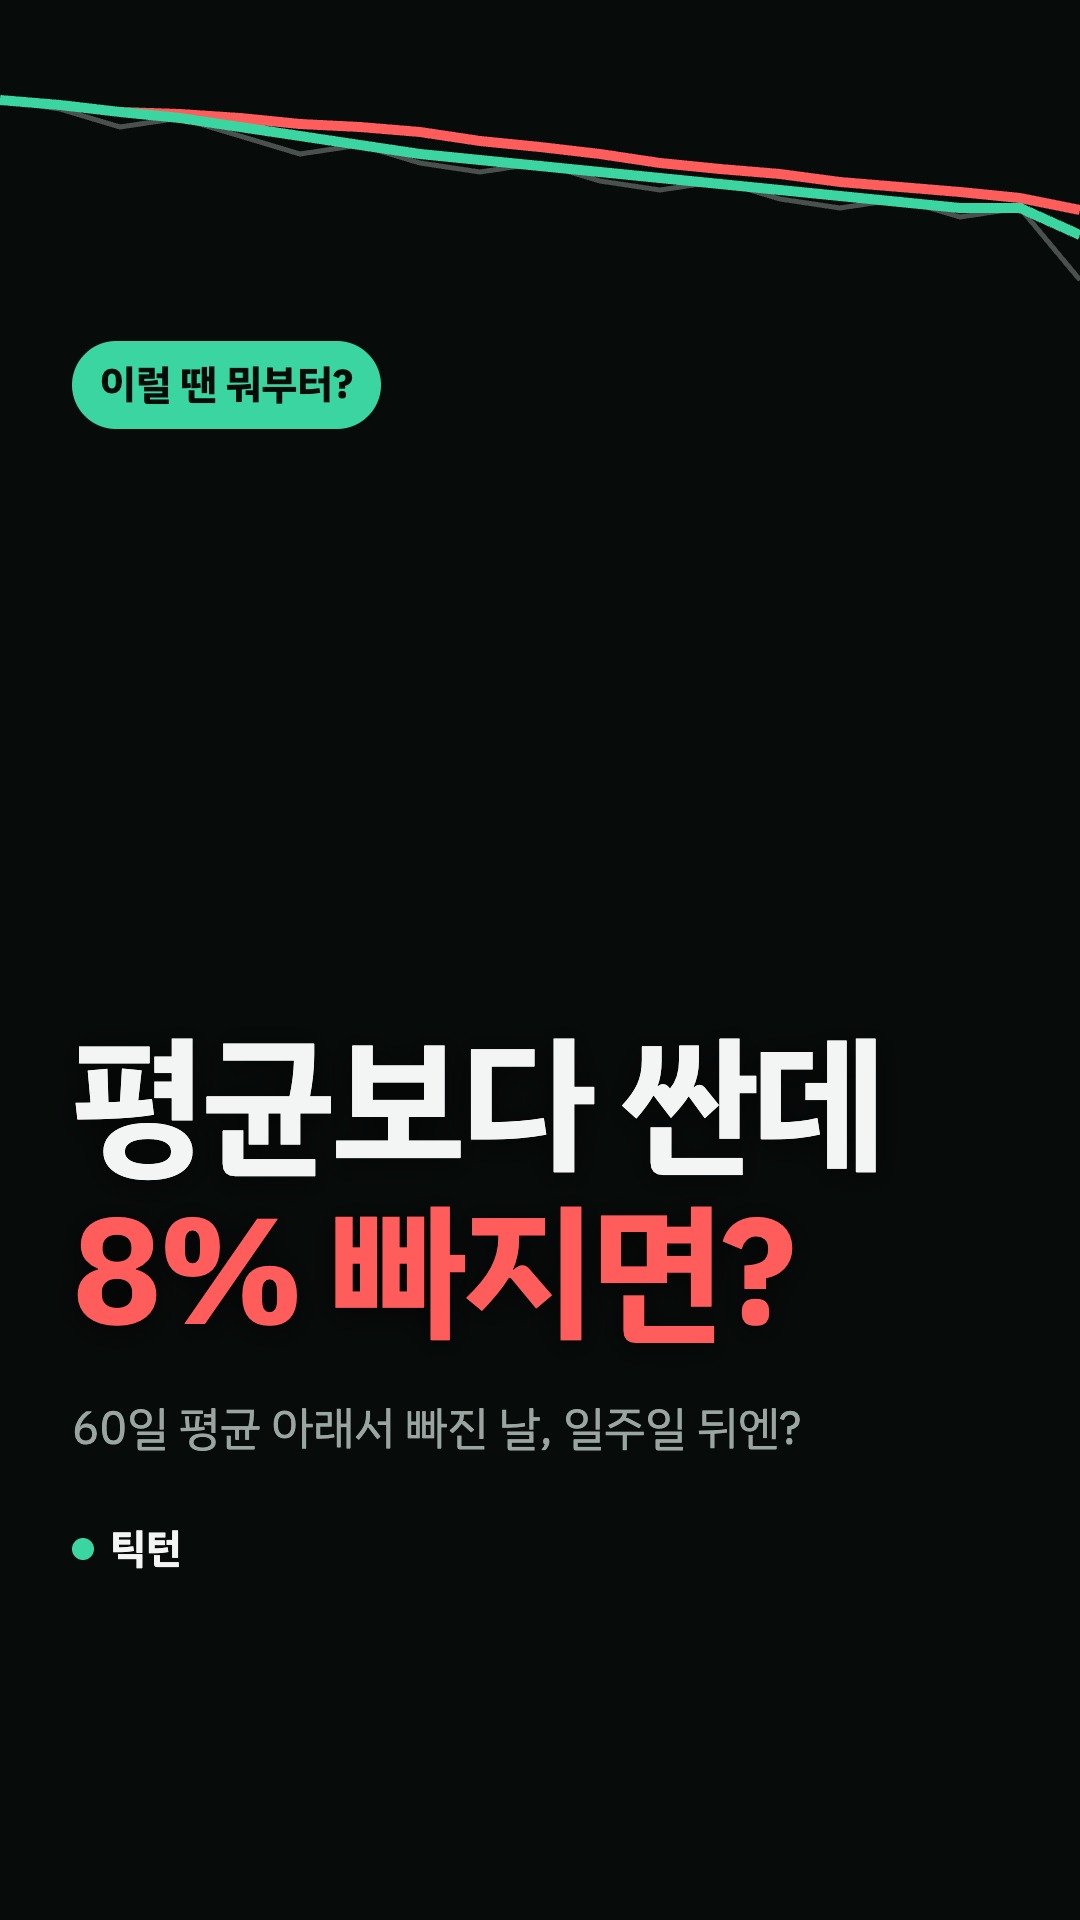 이럴 땐 뭐부터?
평균보다 싼데
8% 빠지면?
60일 평균 아래서 빠진 날, 일주일 뒤엔?
틱턴